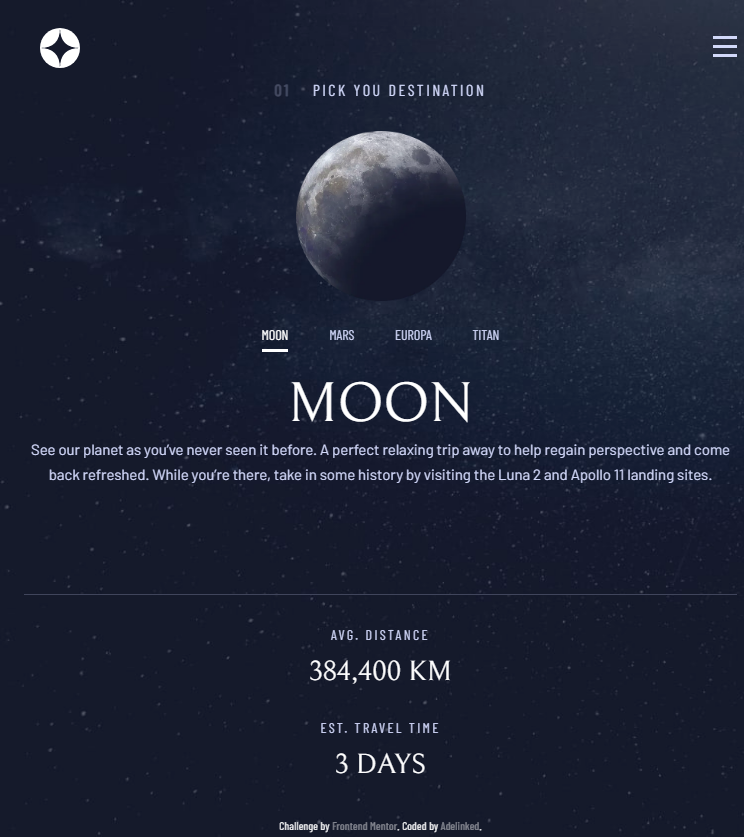 01 PICK YOU DESTINATION
MOON MARS EUROPA TITAN
MOON
See our planet as you’ve never seen it before. A perfect relaxing trip away to help regain perspective and come
back refreshed. While you’re there, take in some history by visiting the Luna 2 and Apollo 11 landing sites.
AVG. DISTANCE
384,400 KM
EST. TRAVEL TIME
3 DAYS
Challenge by Frontend Mentor. Coded by Adelinked.